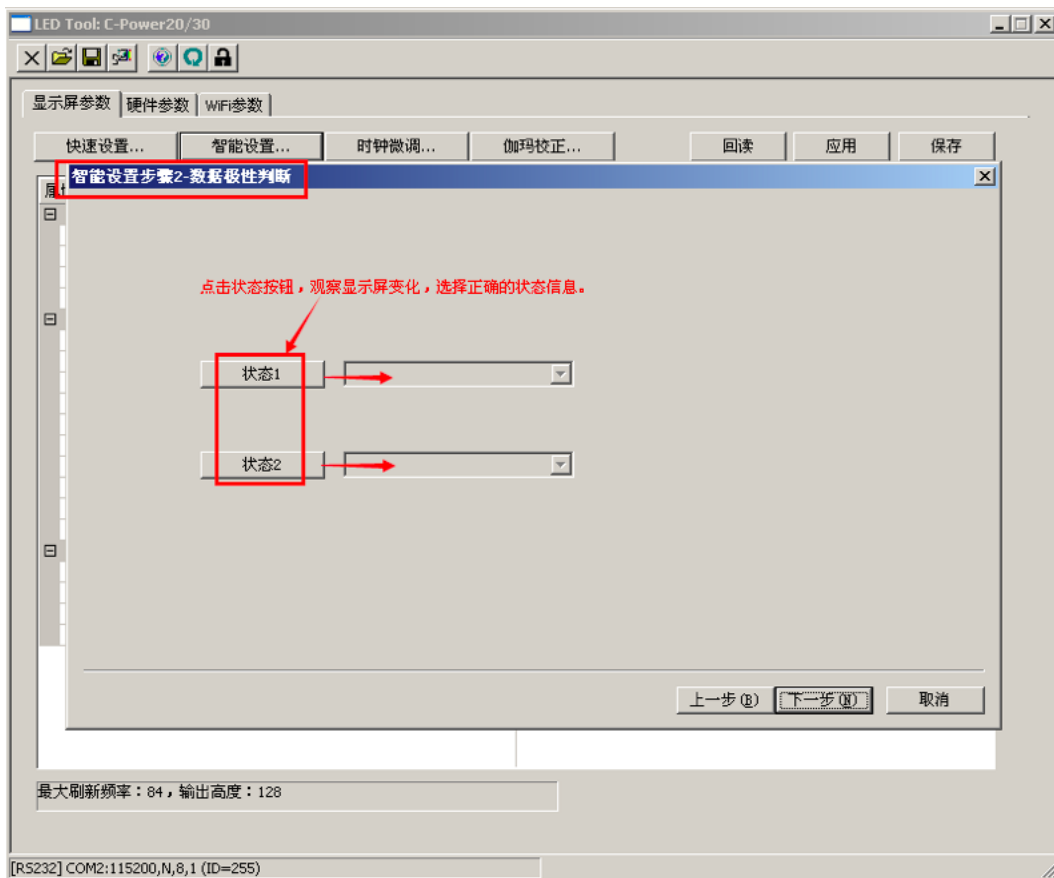 LED Tool: C-Power20/30
显示屏参数 硬件参数 WiFi参数
快速设置... 智能设置... 时钟微调... 伽玛校正... 回读 应用 保存
智能设置步骤2-数据极性判断
点击状态按钮，观察显示屏变化，选择正确的状态信息。
状态1
状态2
上一步(B) 下一步(N) 取消
最大刷新频率：84，输出高度：128
[RS232] COM2:115200,N,8,1 (ID=255)